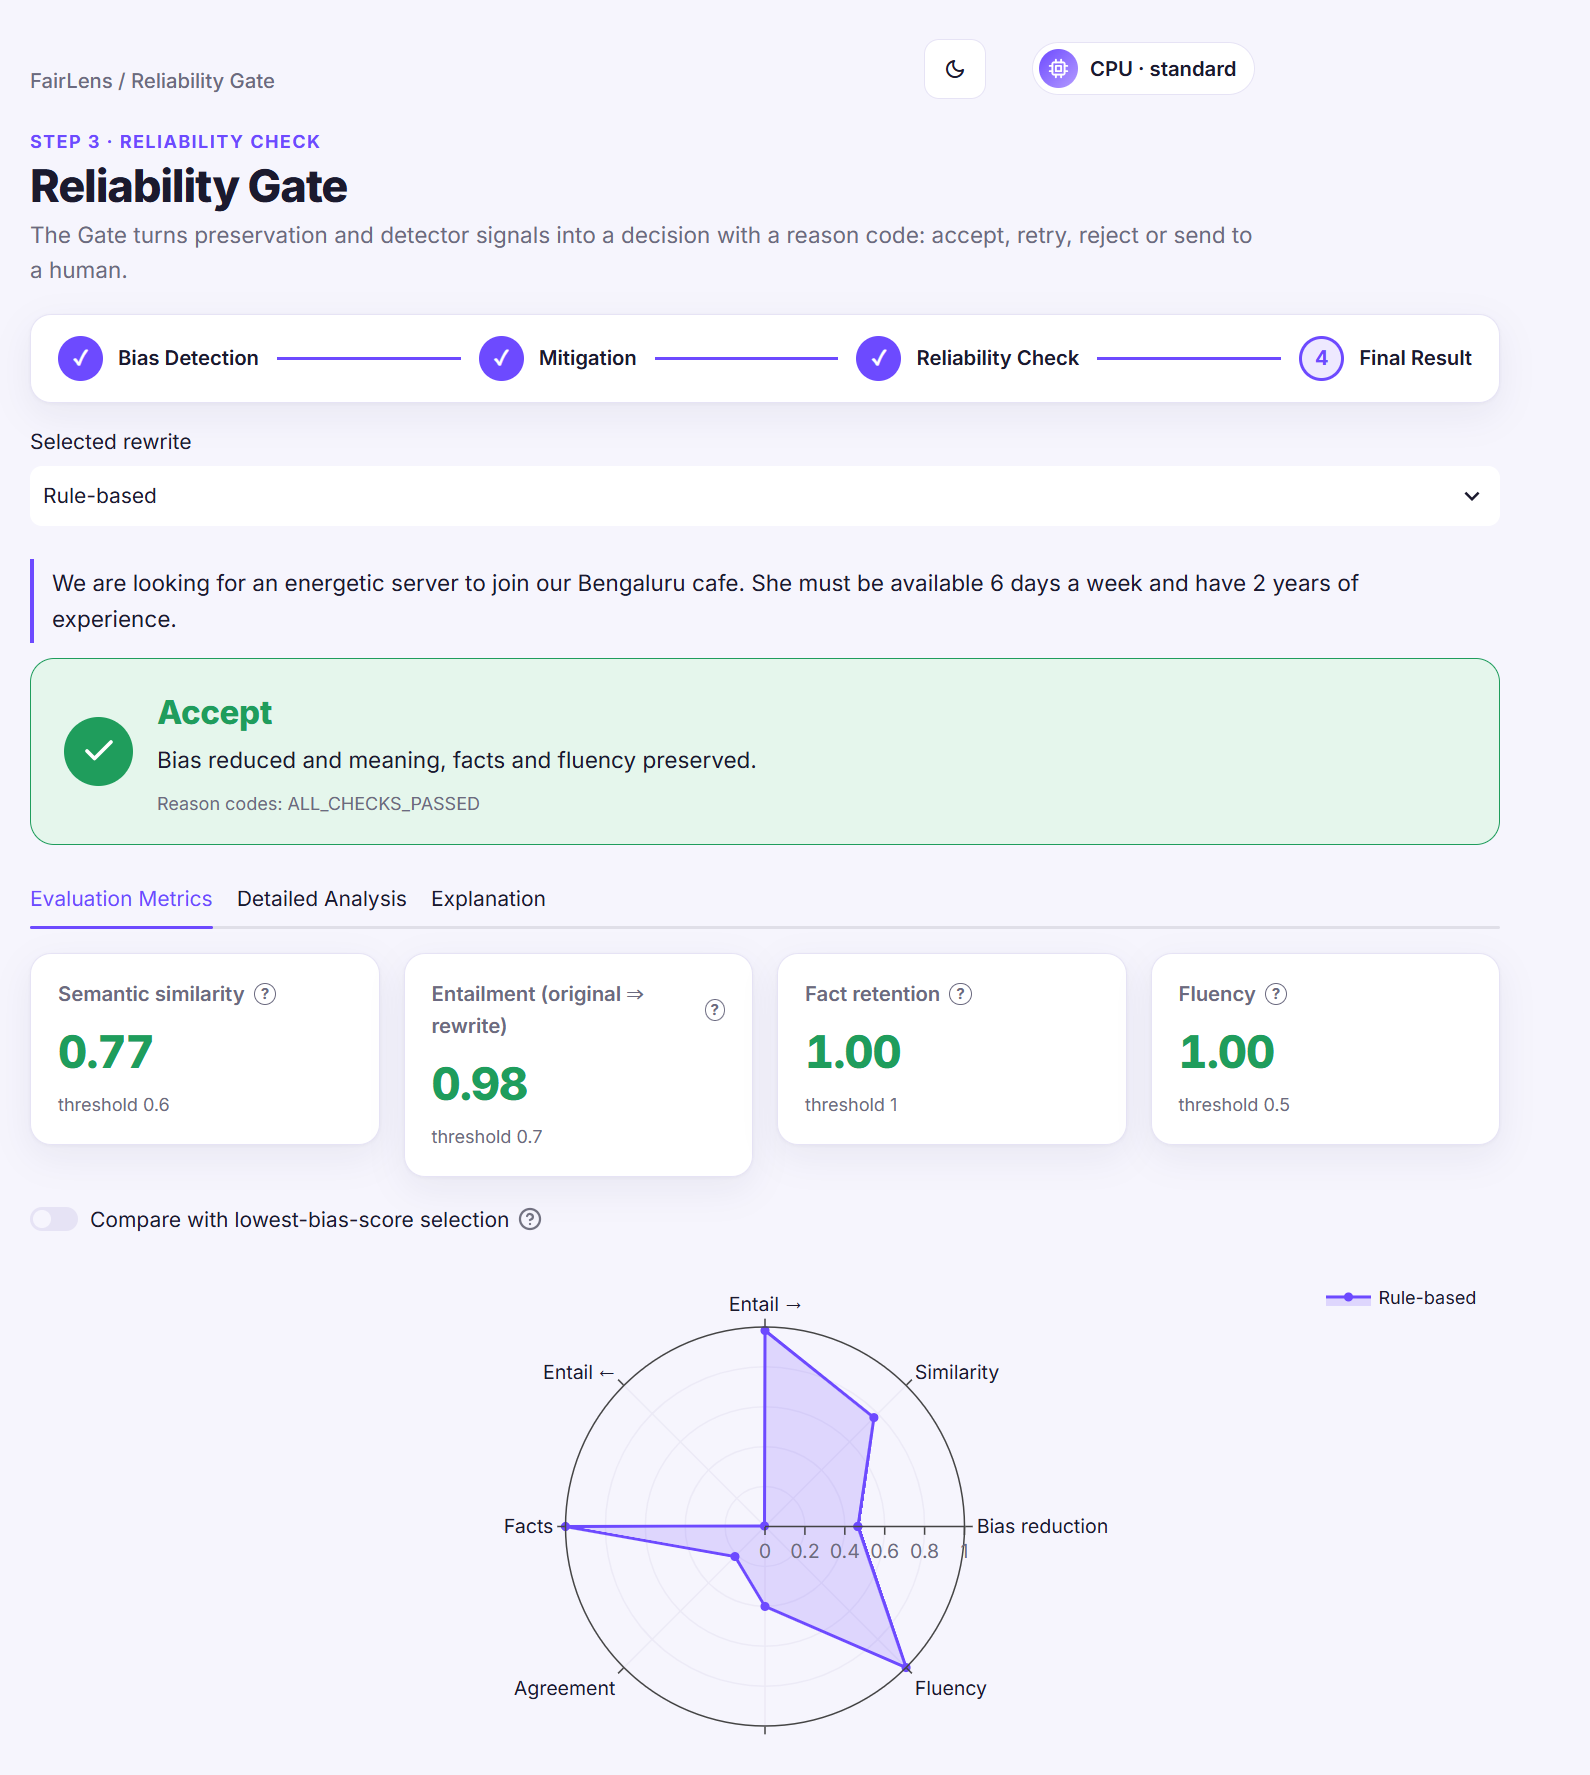 FairLens / Reliability Gate
CPU · standard
STEP 3 · RELIABILITY CHECK
Reliability Gate
The Gate turns preservation and detector signals into a decision with a reason code: accept, retry, reject or send to
a human.
Bias Detection
Mitigation
Reliability Check
4 Final Result
Selected rewrite
Rule-based
We are looking for an energetic server to join our Bengaluru cafe. She must be available 6 days a week and have 2 years of
experience.
Accept
Bias reduced and meaning, facts and fluency preserved.
Reason codes: ALL_CHECKS_PASSED
Evaluation Metrics
Detailed Analysis
Explanation
Semantic similarity ?
0.77
threshold 0.6
Entailment (original ⇒
rewrite) ?
0.98
threshold 0.7
Fact retention ?
1.00
threshold 1
Fluency ?
1.00
threshold 0.5
Compare with lowest-bias-score selection ?
Rule-based
Entail →
Entail ←
Similarity
Facts
Bias reduction
0 0.2 0.4 0.6 0.8 1
Agreement
Fluency